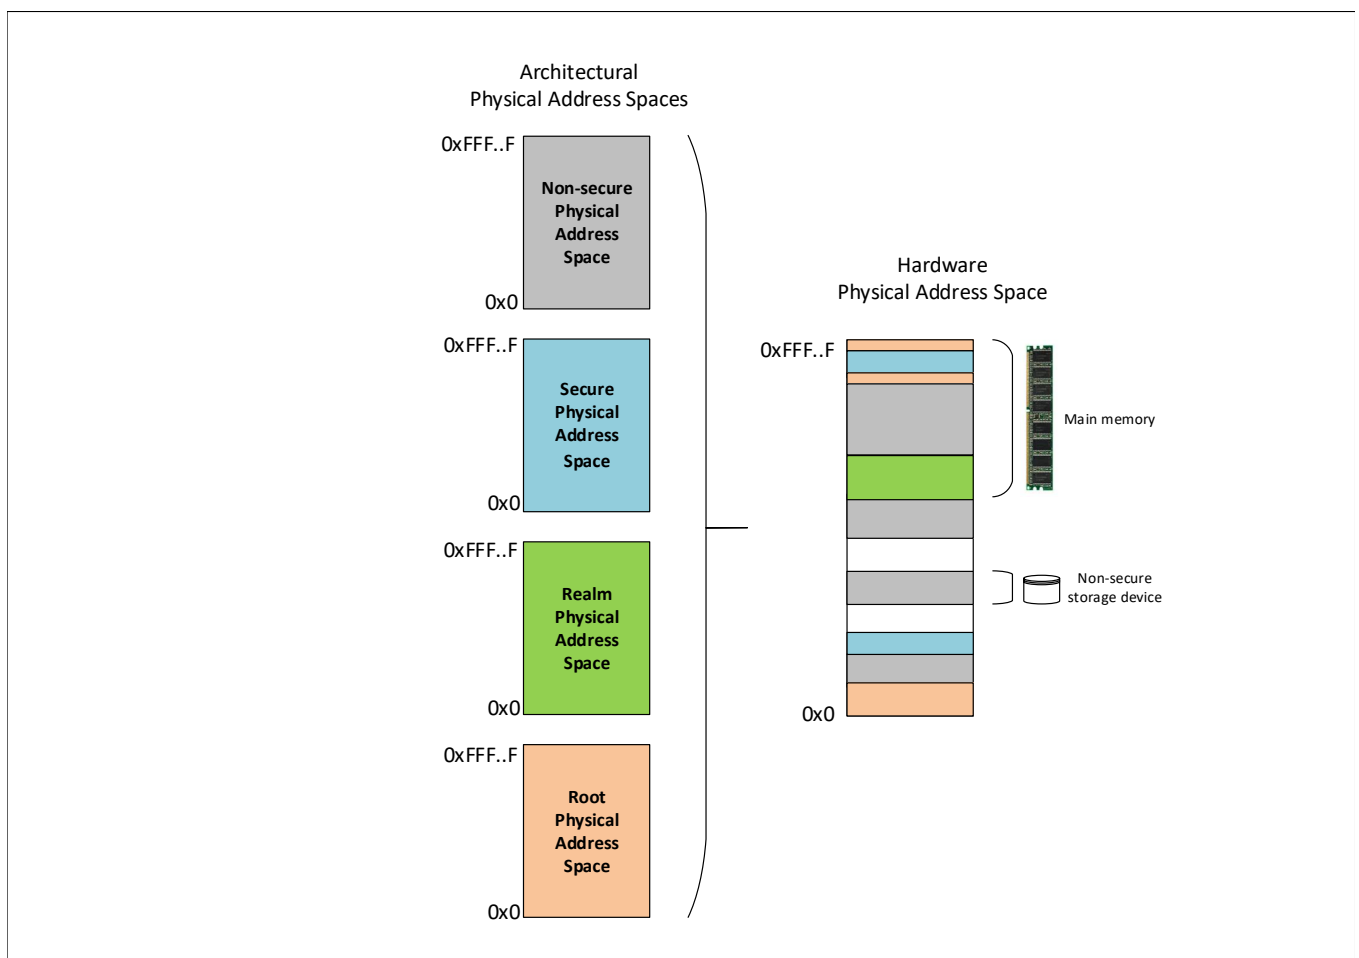 Architectural
Physical Address Spaces
0xFFF..F
Non-secure
Physical
Address
Space
0x0
0xFFF..F
Secure
Physical
Address
Space
0x0
0xFFF..F
Realm
Physical
Address
Space
0x0
0xFFF..F
Root
Physical
Address
Space
0x0
Hardware
Physical Address Space
0xFFF..F
Main memory
Non-secure
storage device
0x0